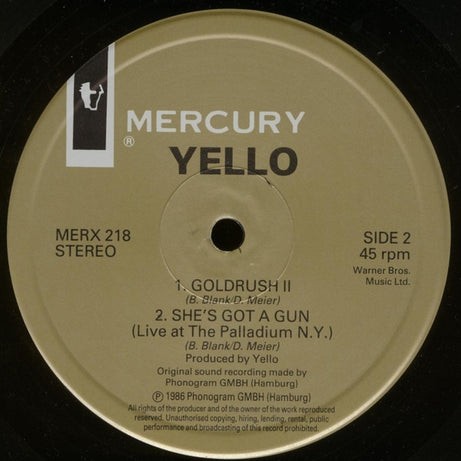 MERCURY
®
YELLO
MERX 218
STEREO
SIDE 2
45 rpm
Warner Bros.
Music Ltd.
1. GOLDRUSH II
(B. Blank/D. Meier)
2. SHE'S GOT A GUN
(Live at The Palladium N.Y.)
(B. Blank/D. Meier)
Produced by Yello
Original sound recording made by
Phonogram GMBH (Hamburg)
℗ 1986 Phonogram GMBH (Hamburg)
All rights of the producer and of the owner of the work reproduced
reserved. Unauthorised copying, hiring, lending, rental, public
performance and broadcasting of this record prohibited.